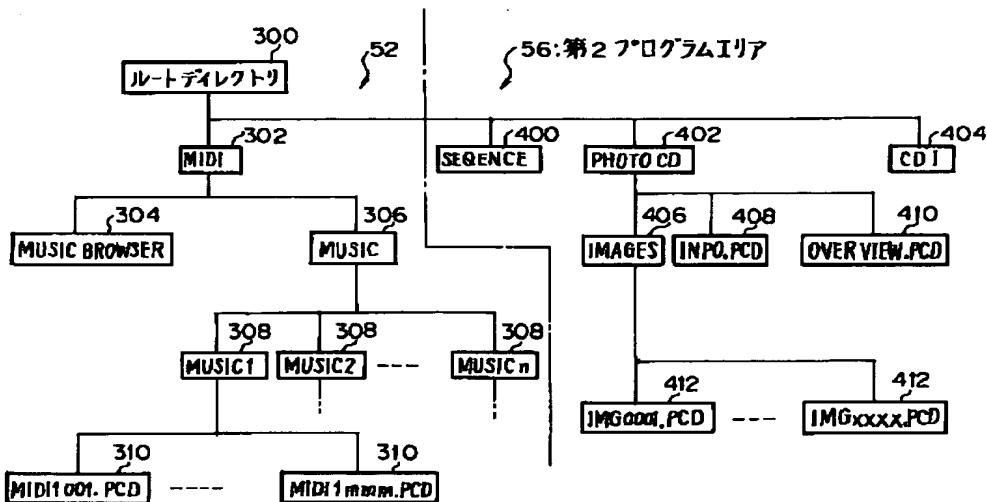 300
ルートディレクトリ
52
56:第2 プログラムエリア
302
MIDI
400
SEQENCE
402
PHOTO CD
404
CDI
304
MUSIC BROWSER
306
MUSIC
406
IMAGES
408
INPO.PCD
410
OVERVIEW.PCD
308
MUSIC1
308
MUSIC2
----
308
MUSICn
412
IMG0001.PCD
----
412
IMGxxxx.PCD
310
MIDI1001.PCD
----
310
MIDI1mmm.PCD